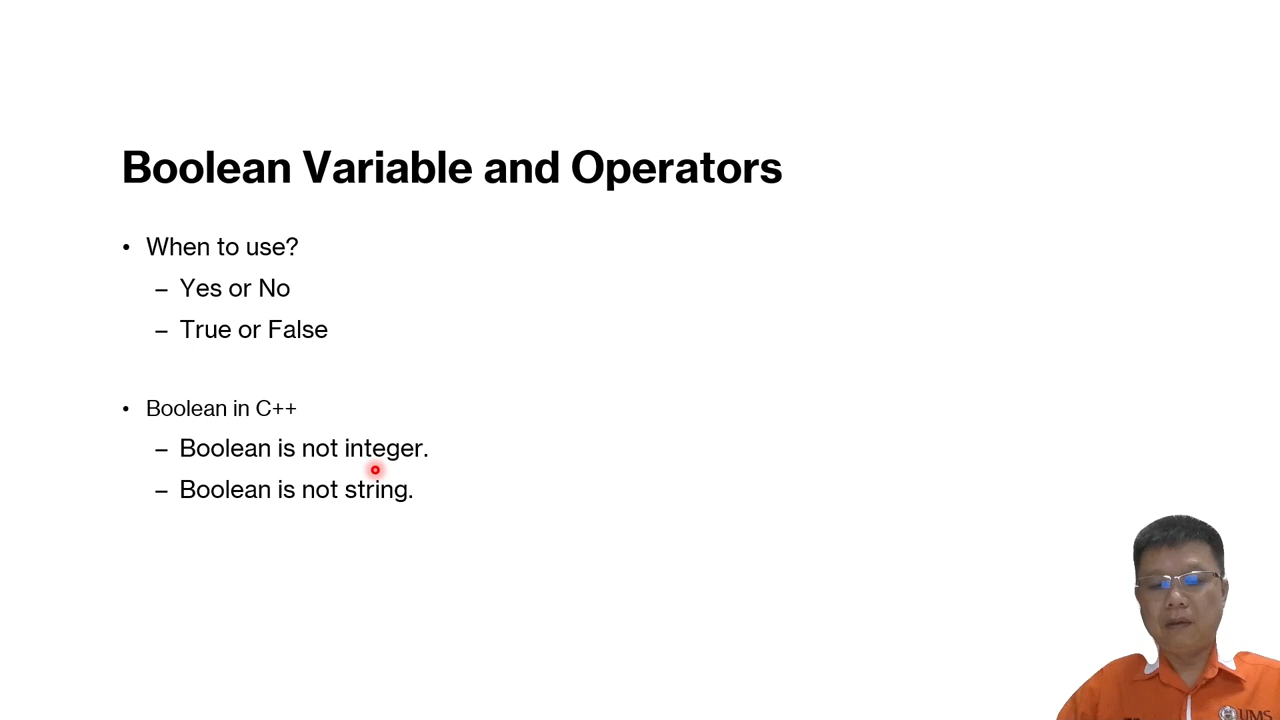 Boolean Variable and Operators
• When to use?
– Yes or No
– True or False
• Boolean in C++
– Boolean is not integer.
– Boolean is not string.
UMS